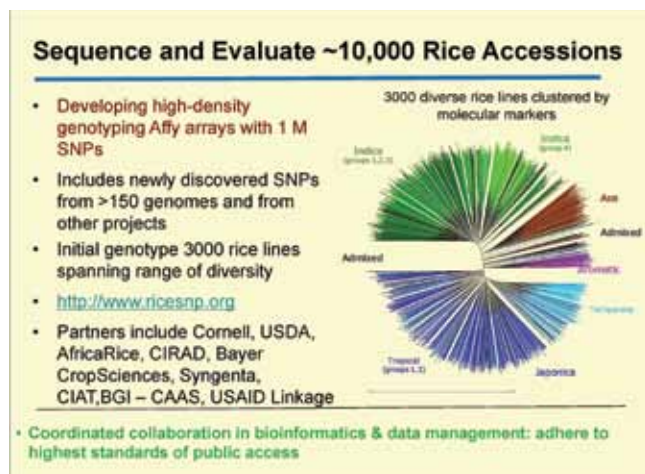 Sequence and Evaluate ~10,000 Rice Accessions
• Developing high-density
genotyping Affy arrays with 1 M
SNPs
• Includes newly discovered SNPs
from >150 genomes and from
other projects
• Initial genotype 3000 rice lines
spanning range of diversity
• http://www.ricesnp.org
• Partners include Cornell, USDA,
AfricaRice, CIRAD, Bayer
CropSciences, Syngenta,
CIAT,BGI – CAAS, USAID Linkage
3000 diverse rice lines clustered by
molecular markers
Indica
Indica
Aus
Admixed
Admixed
Aromatic
Tropical
Japonica
• Coordinated collaboration in bioinformatics & data management: adhere to
highest standards of public access